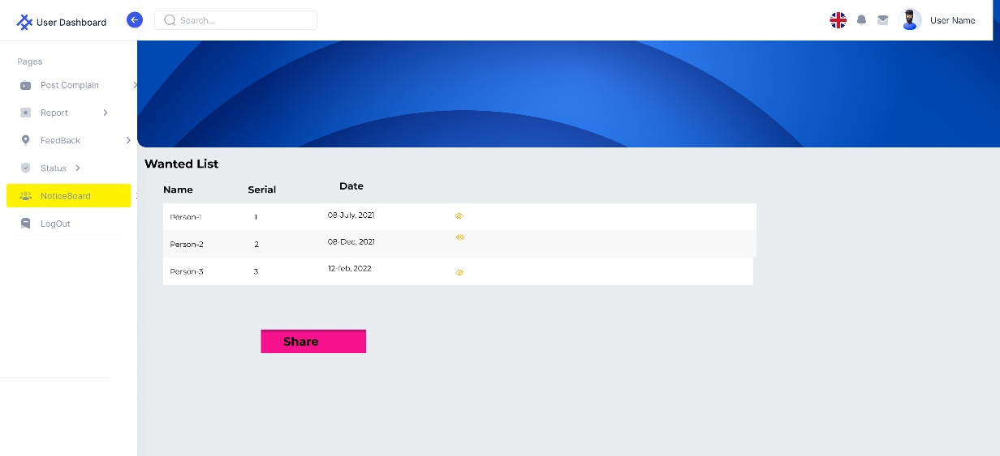 User Dashboard
Search...
User Name
Pages
Post Complain
Report
FeedBack
Status
NoticeBoard
LogOut
Wanted List
Name Serial Date
Person-1 1 08-July, 2021
Person-2 2 08-Dec, 2021
Person-3 3 12-feb, 2022
Share